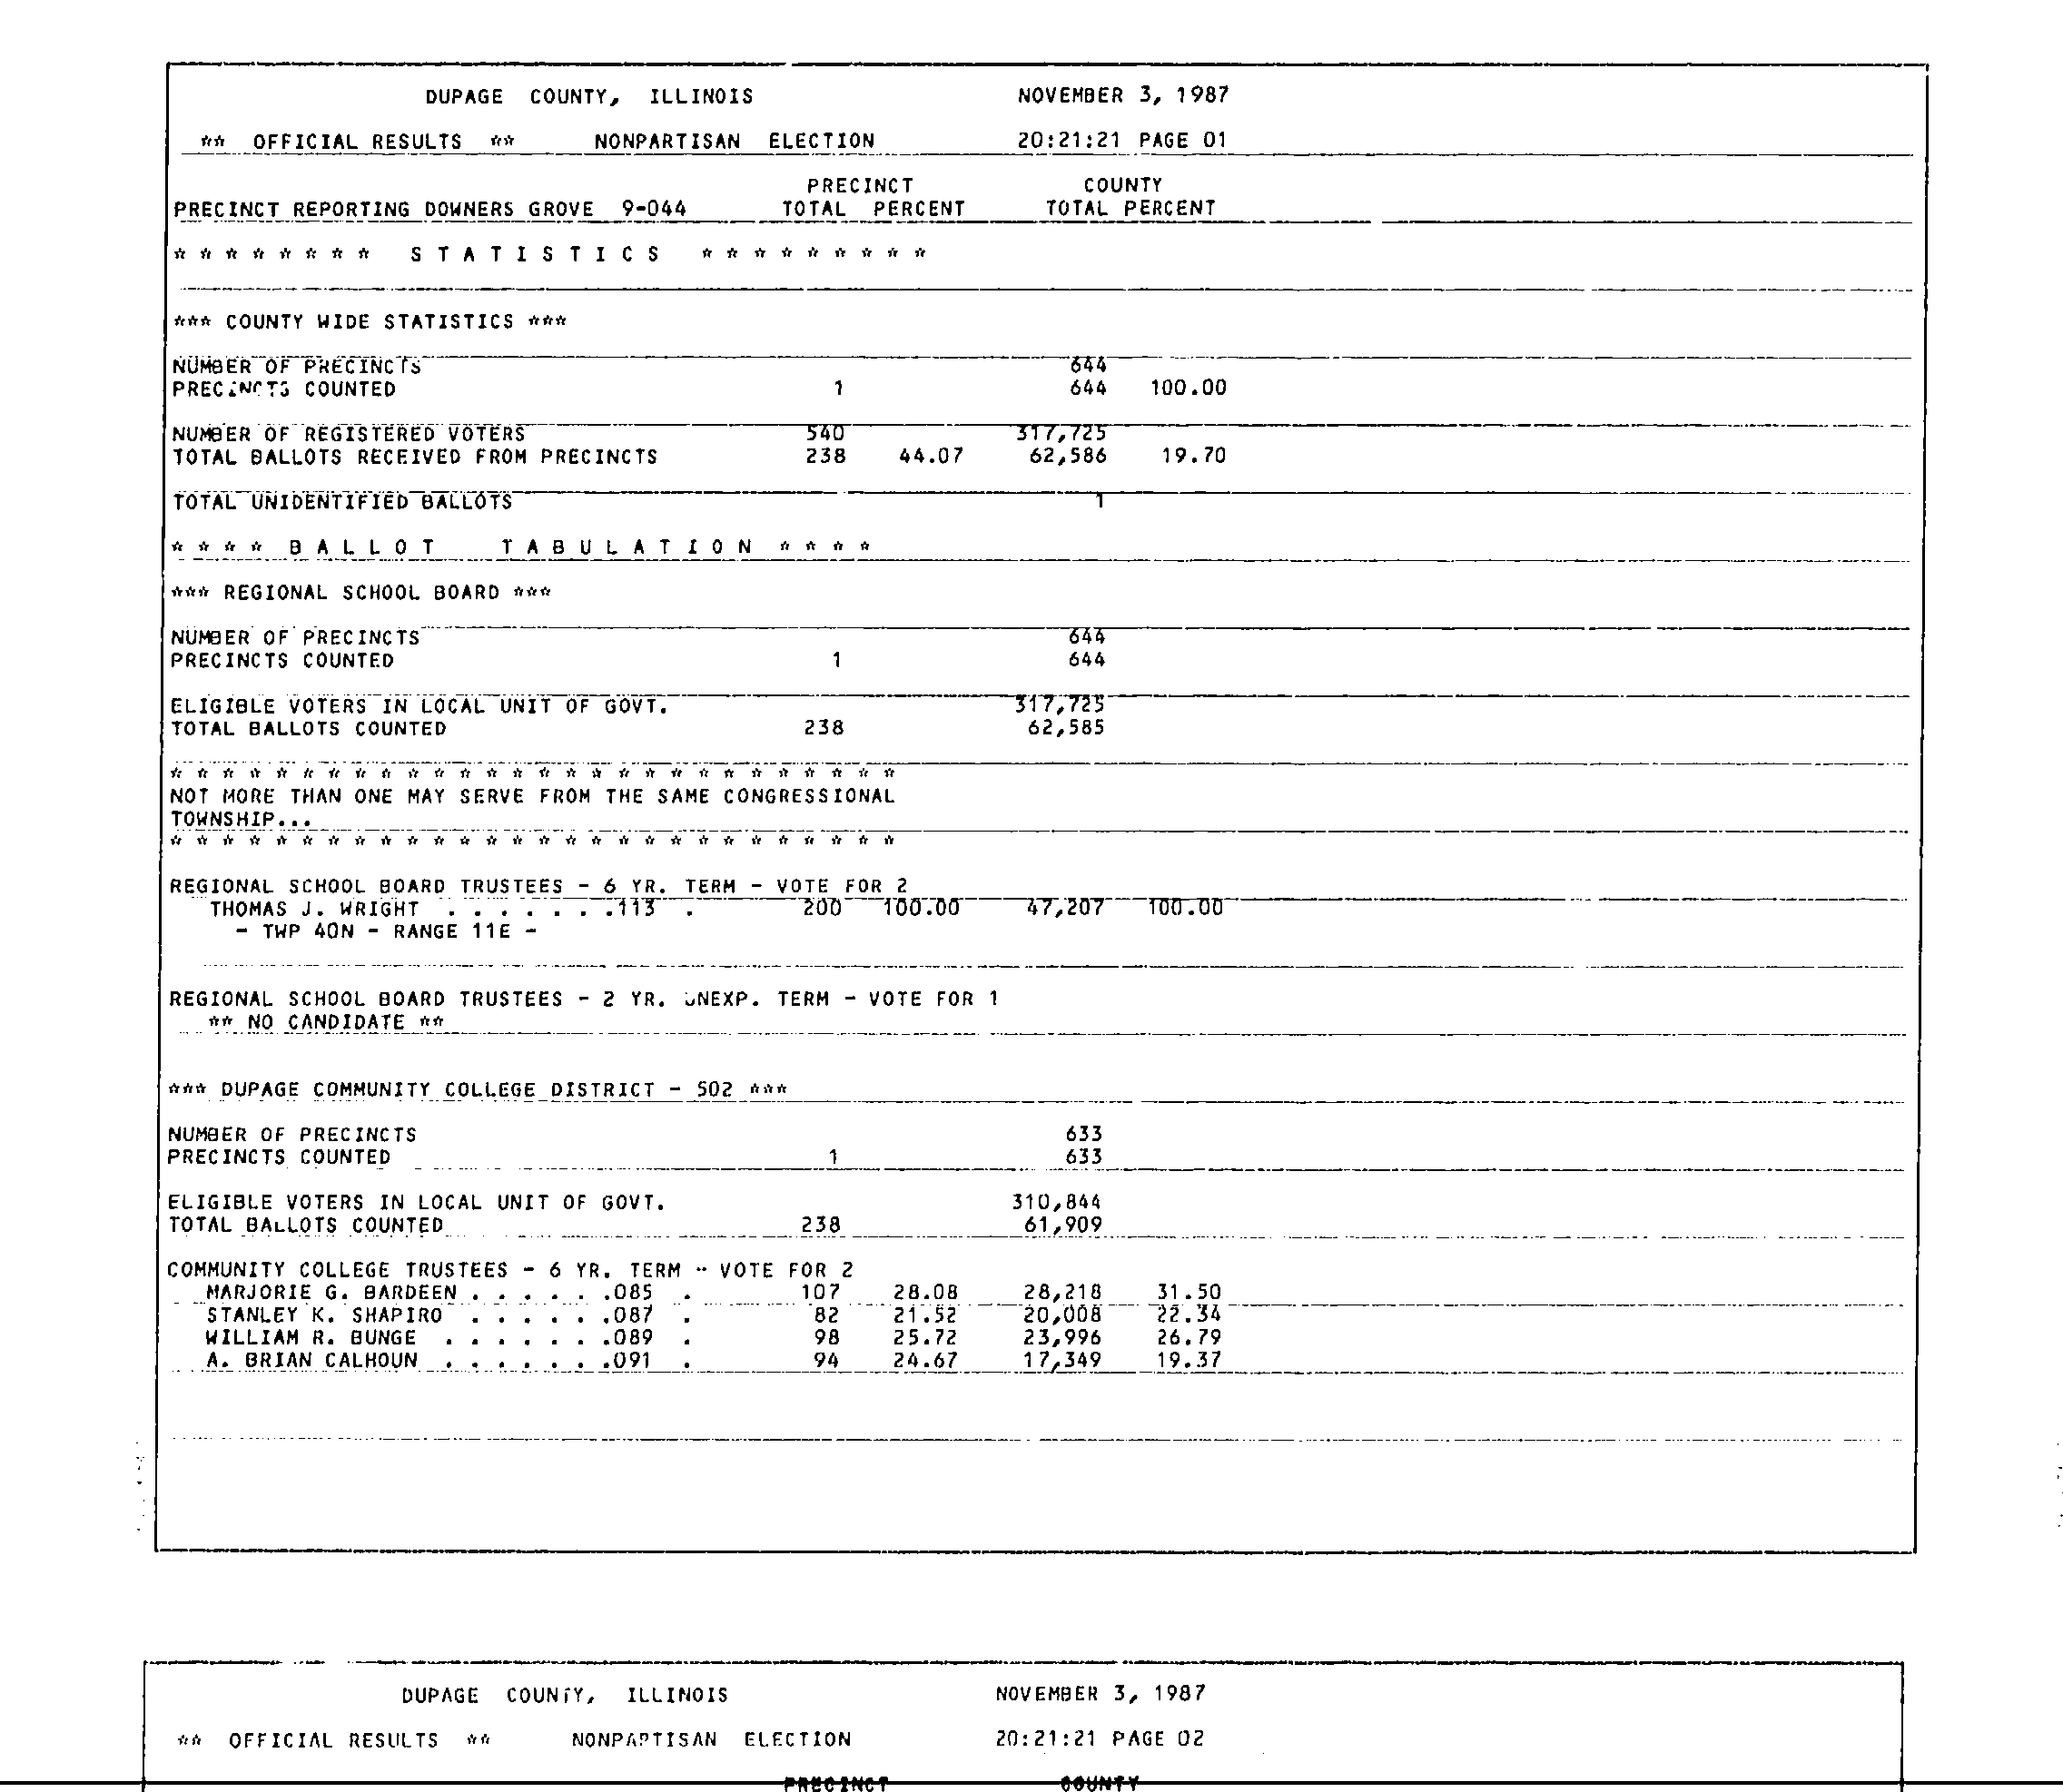 DUPAGE COUNTY, ILLINOIS NOVEMBER 3, 1987
** OFFICIAL RESULTS ** NONPARTISAN ELECTION 20:21:21 PAGE 01
PRECINCT COUNTY
PRECINCT REPORTING DOWNERS GROVE 9-044 TOTAL PERCENT TOTAL PERCENT
* * * * * * * * S T A T I S T I C S * * * * * * * * *
*** COUNTY WIDE STATISTICS ***
NUMBER OF PRECINCTS 644
PRECINCTS COUNTED 1 644 100.00
NUMBER OF REGISTERED VOTERS 540 317,725
TOTAL BALLOTS RECEIVED FROM PRECINCTS 238 44.07 62,586 19.70
TOTAL UNIDENTIFIED BALLOTS 1
* * * * B A L L O T T A B U L A T I O N * * * *
*** REGIONAL SCHOOL BOARD ***
NUMBER OF PRECINCTS 644
PRECINCTS COUNTED 1 644
ELIGIBLE VOTERS IN LOCAL UNIT OF GOVT. 317,725
TOTAL BALLOTS COUNTED 238 62,585
* * * * * * * * * * * * * * * * * * * * * * * * * * * *
NOT MORE THAN ONE MAY SERVE FROM THE SAME CONGRESSIONAL
TOWNSHIP...
* * * * * * * * * * * * * * * * * * * * * * * * * * * *
REGIONAL SCHOOL BOARD TRUSTEES - 6 YR. TERM - VOTE FOR 2
THOMAS J. WRIGHT . . . . . . .113 . 200 100.00 47,207 100.00
- TWP 40N - RANGE 11E -
REGIONAL SCHOOL BOARD TRUSTEES - 2 YR. UNEXP. TERM - VOTE FOR 1
** NO CANDIDATE **
*** DUPAGE COMMUNITY COLLEGE DISTRICT - 502 ***
NUMBER OF PRECINCTS 633
PRECINCTS COUNTED 1 633
ELIGIBLE VOTERS IN LOCAL UNIT OF GOVT. 310,844
TOTAL BALLOTS COUNTED 238 61,909
COMMUNITY COLLEGE TRUSTEES - 6 YR. TERM - VOTE FOR 2
MARJORIE G. BARDEEN . . . . . .085 . 107 28.08 28,218 31.50
STANLEY K. SHAPIRO . . . . . .087 . 82 21.52 20,008 22.34
WILLIAM R. BUNGE . . . . . . .089 . 98 25.72 23,996 26.79
A. BRIAN CALHOUN . . . . . . .091 . 94 24.67 17,349 19.37
DUPAGE COUNTY, ILLINOIS NOVEMBER 3, 1987
** OFFICIAL RESULTS ** NONPARTISAN ELECTION 20:21:21 PAGE 02
PRECINCT COUNTY